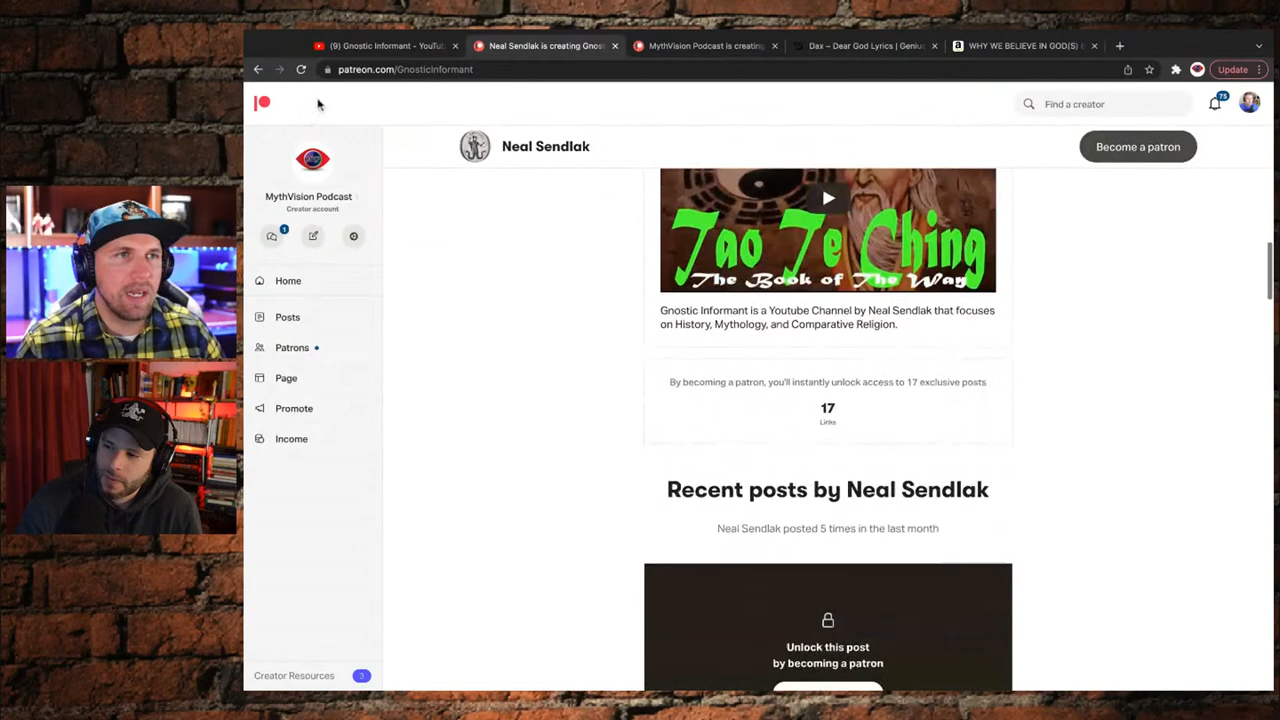 (9) Gnostic Informant - YouTu
Neal Sendlak is creating Gnos
MythVision Podcast is creating
Dax – Dear God Lyrics | Genius
WHY WE BELIEVE IN GOD(S)
patreon.com/GnosticInformant
Update
Find a creator
75
Neal Sendlak
Become a patron
MythVision Podcast
Creator account
1
Home
Posts
Patrons
Page
Promote
Income
Creator Resources
3
Tao Te Ching
The Book of The Way
Gnostic Informant is a Youtube Channel by Neal Sendlak that focuses
on History, Mythology, and Comparative Religion.
By becoming a patron, you'll instantly unlock access to 17 exclusive posts
17
Links
Recent posts by Neal Sendlak
Neal Sendlak posted 5 times in the last month
Unlock this post
by becoming a patron